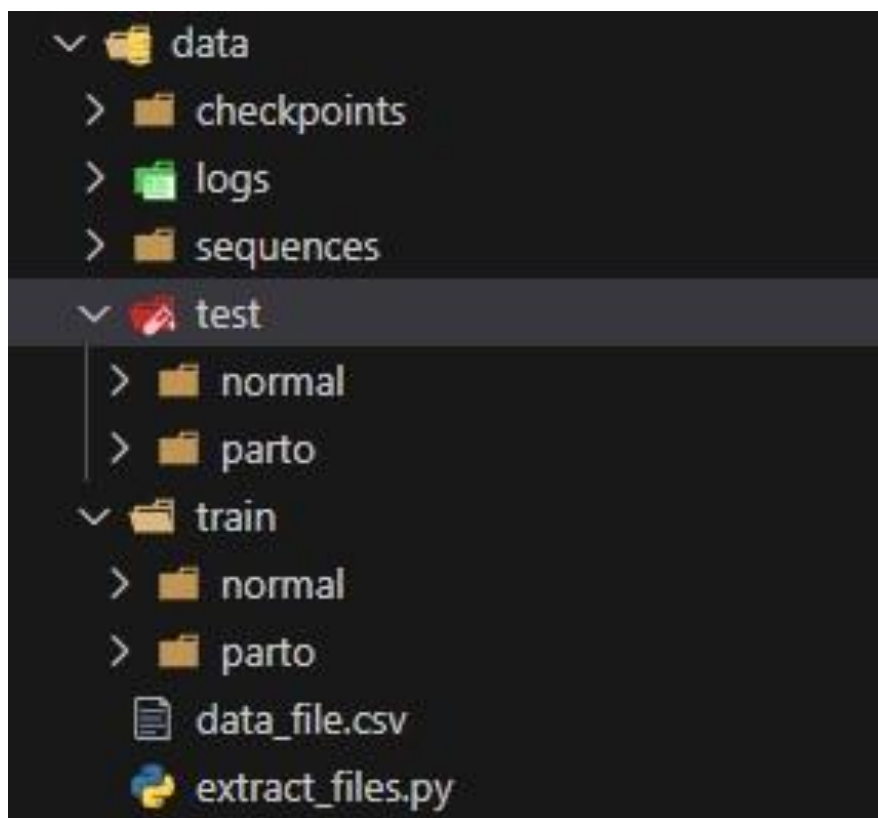 data
checkpoints
logs
sequences
test
normal
parto
train
normal
parto
data_file.csv
extract_files.py